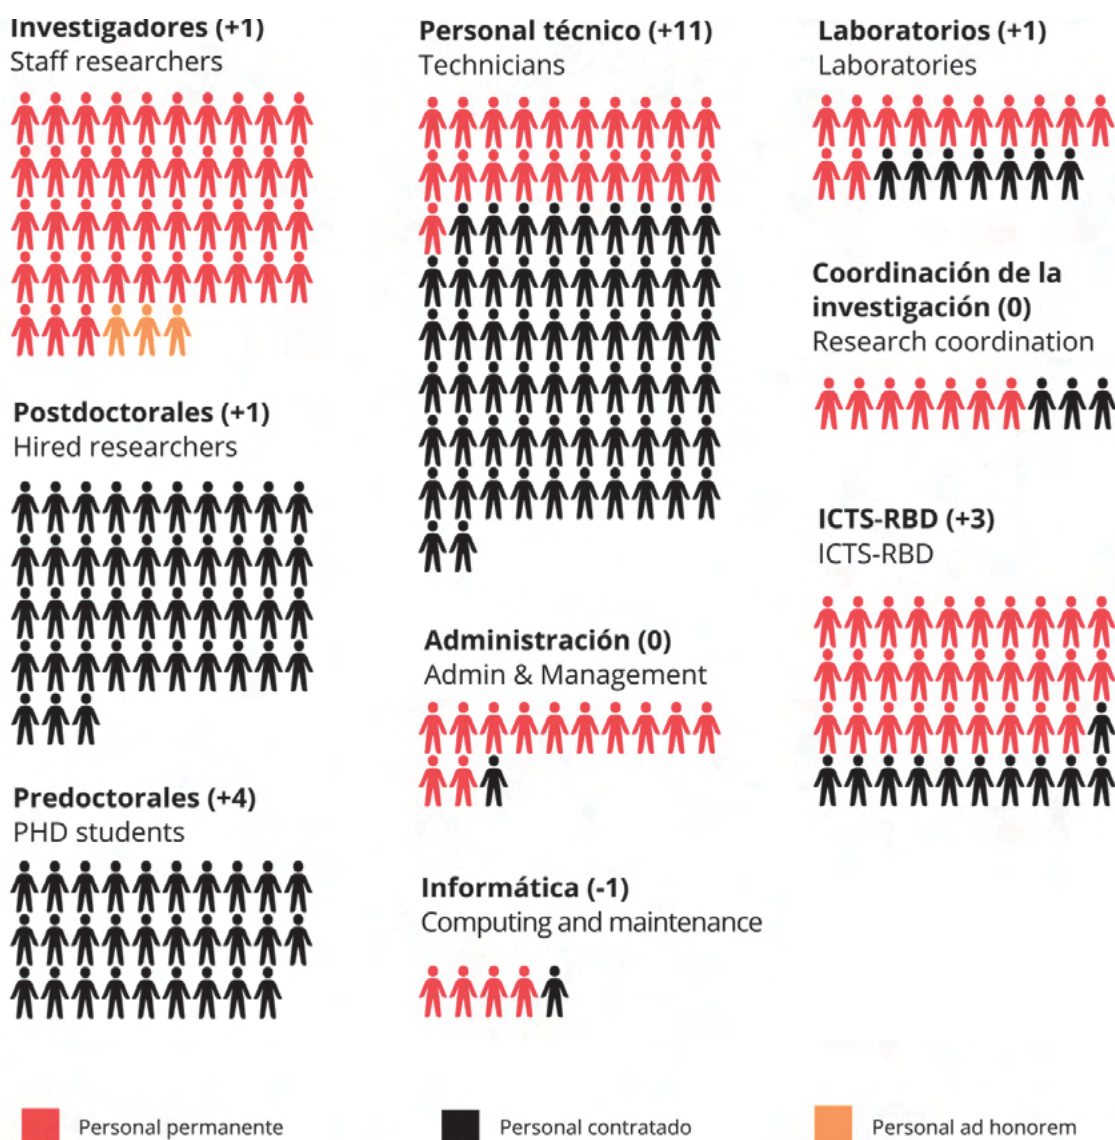 Investigadores (+1)
Staff researchers
Postdoctorales (+1)
Hired researchers
Predoctorales (+4)
PHD students
Personal técnico (+11)
Technicians
Administración (0)
Admin & Management
Informática (-1)
Computing and maintenance
Laboratorios (+1)
Laboratories
Coordinación de la
investigación (0)
Research coordination
ICTS-RBD (+3)
ICTS-RBD
Personal permanente
Personal contratado
Personal ad honorem